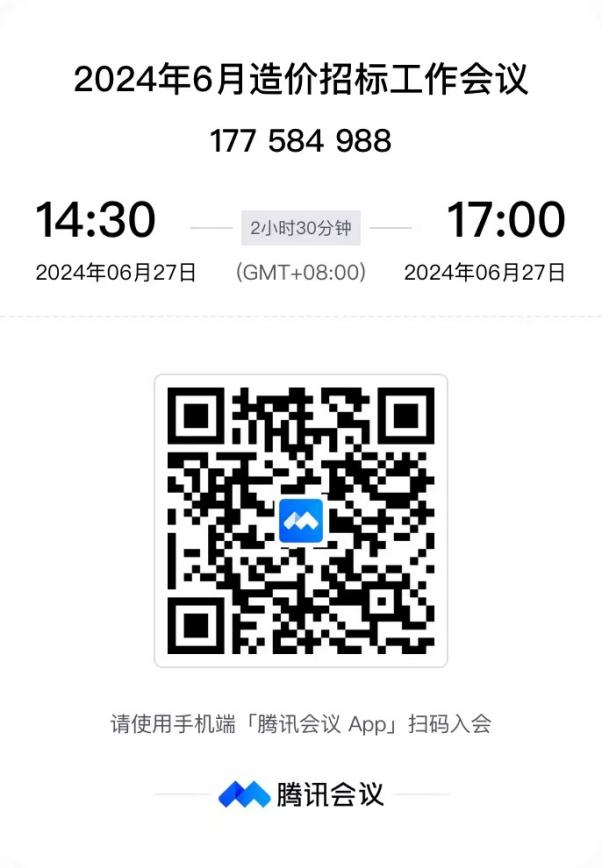 2024年6月造价招标工作会议
177 584 988
14:30 2小时30分钟 17:00
2024年06月27日 (GMT+08:00) 2024年06月27日
请使用手机端「腾讯会议 App」扫码入会
腾讯会议